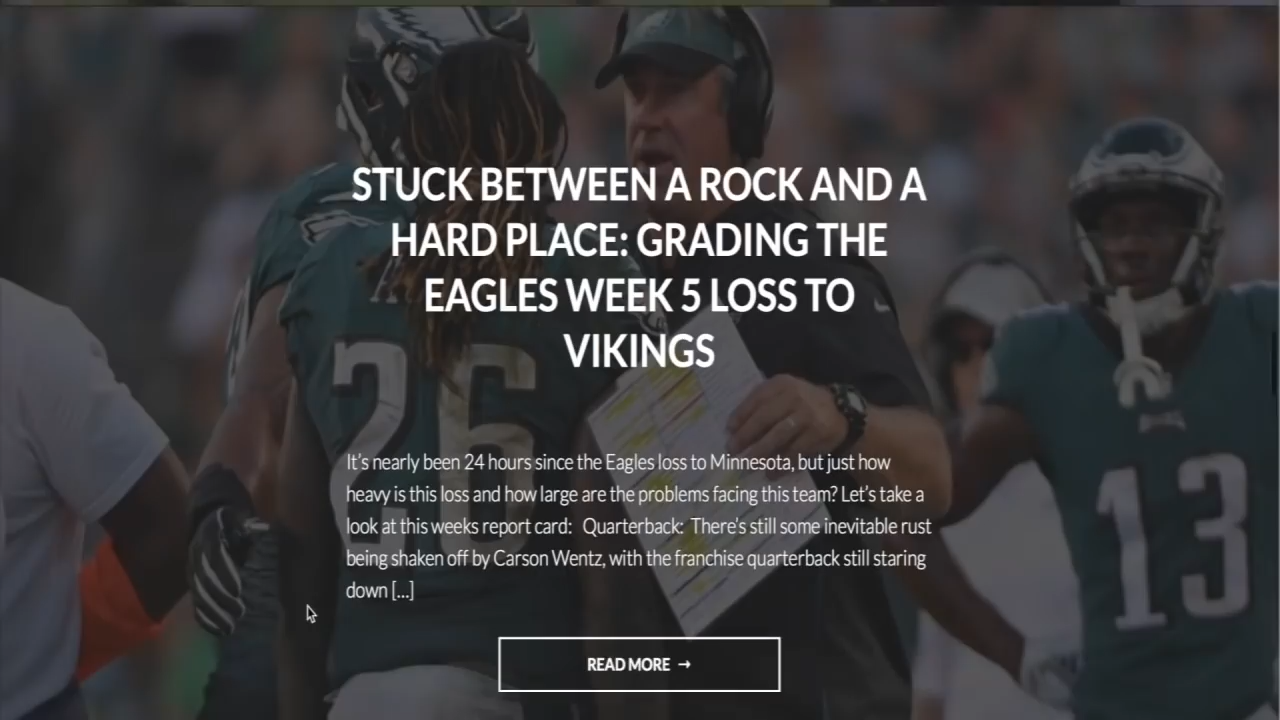 STUCK BETWEEN A ROCK AND A
HARD PLACE: GRADING THE
EAGLES WEEK 5 LOSS TO
VIKINGS
26
13
It's nearly been 24 hours since the Eagles loss to Minnesota, but just how
heavy is this loss and how large are the problems facing this team? Let's take a
look at this weeks report card:   Quarterback:  There's still some inevitable rust
being shaken off by Carson Wentz, with the franchise quarterback still staring
down [...]
READ MORE →